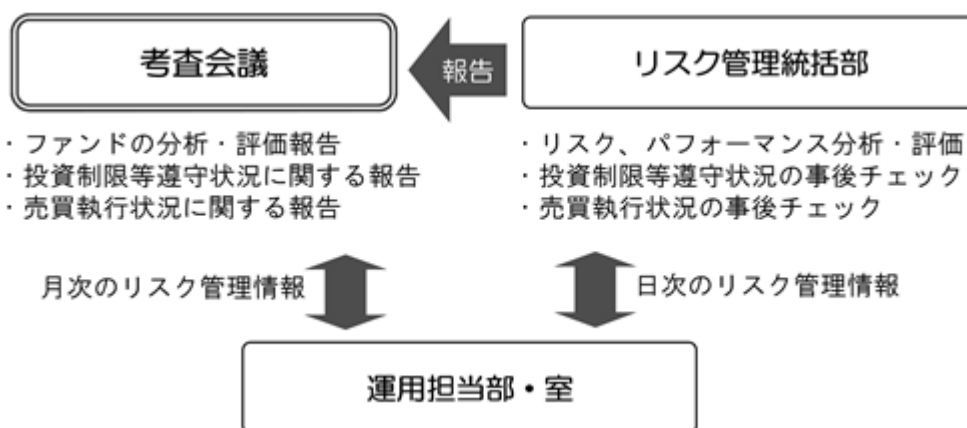 考査会議
報告
リスク管理統括部
・ファンドの分析・評価報告
・投資制限等遵守状況に関する報告
・売買執行状況に関する報告
・リスク、パフォーマンス分析・評価
・投資制限等遵守状況の事後チェック
・売買執行状況の事後チェック
月次のリスク管理情報
日次のリスク管理情報
運用担当部・室